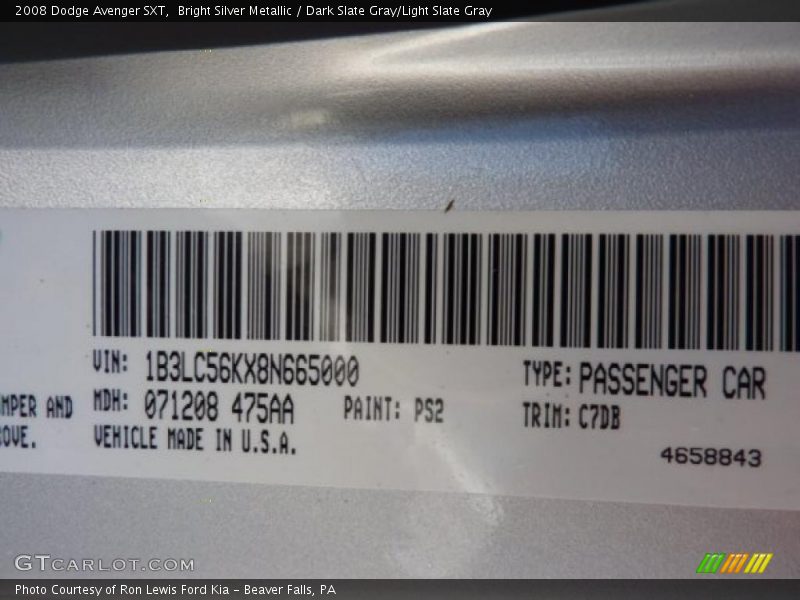 2008 Dodge Avenger SXT,  Bright Silver Metallic / Dark Slate Gray/Light Slate Gray
VIN: 1B3LC56KX8N665000
TYPE: PASSENGER CAR
MPER AND
MDH: 071208 475AA
PAINT: PS2
TRIM: C7DB
OVE.
VEHICLE MADE IN U.S.A.
4658843
GTCARLOT.COM
Photo Courtesy of Ron Lewis Ford Kia - Beaver Falls, PA